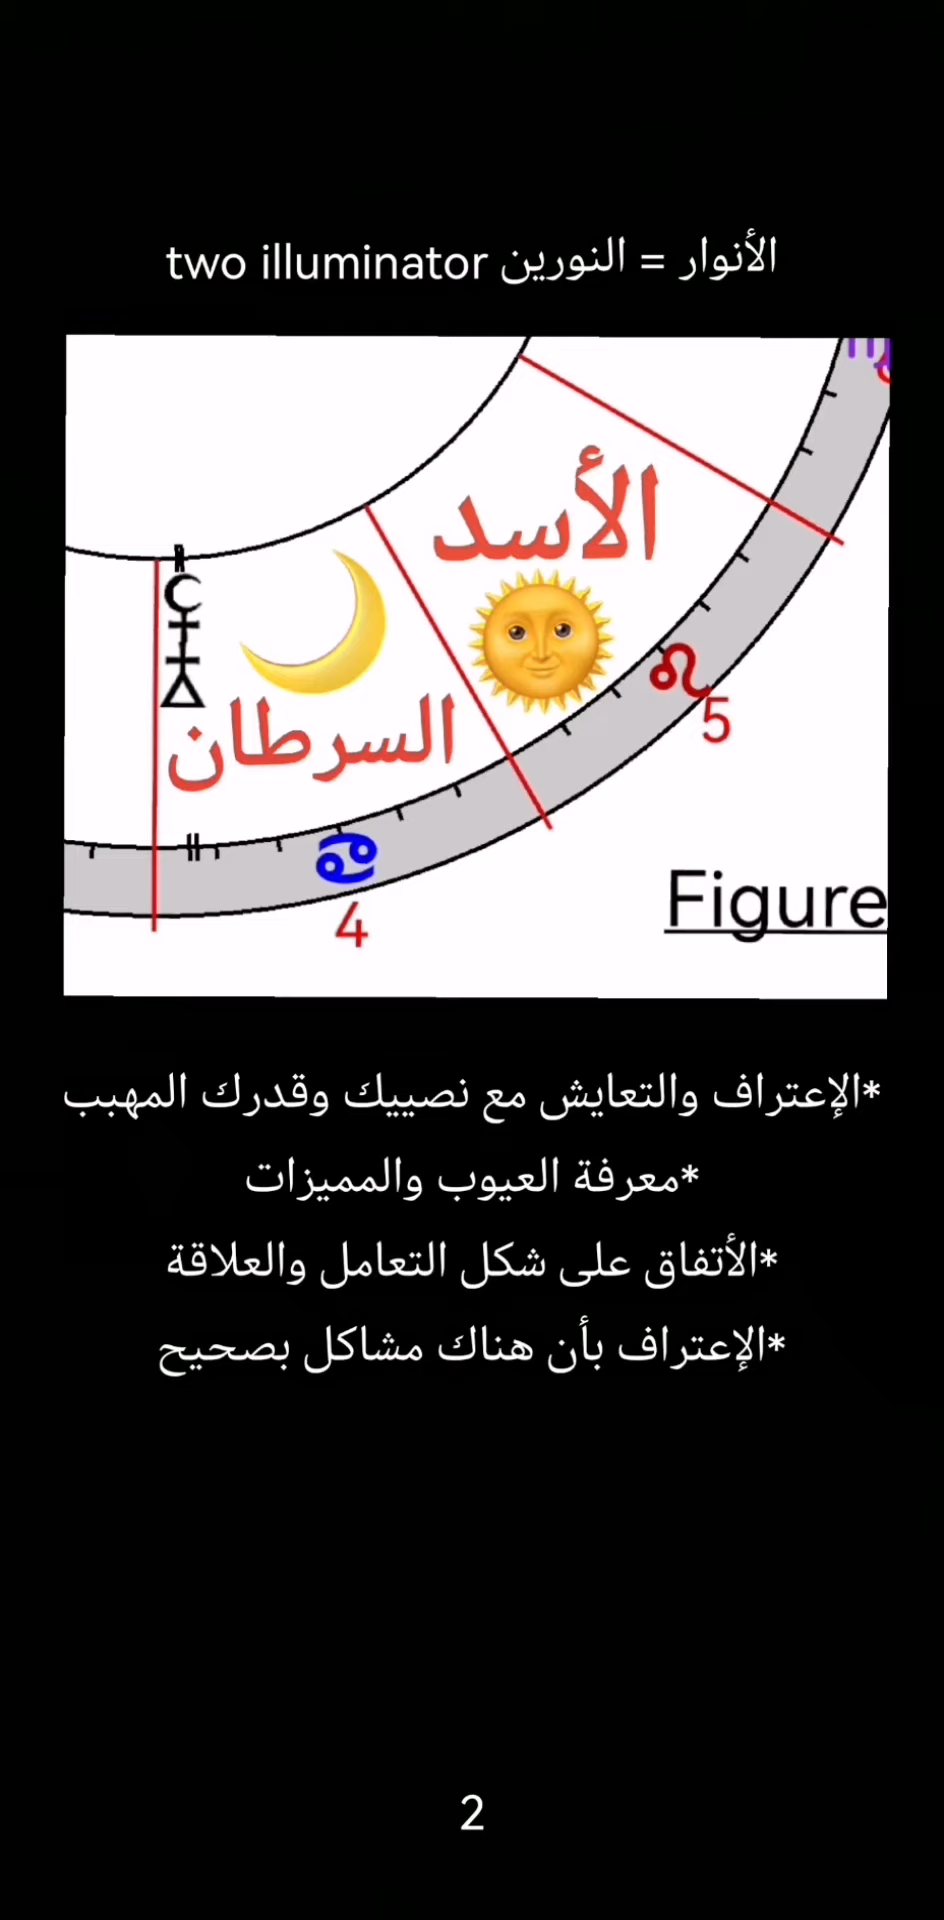 الأنوار = النورين two illuminator
الأسد
السرطان
5
4
Figure
*الإعتراف والتعايش مع نصييك وقدرك المهبب
*معرفة العيوب والمميزات
*الأتفاق على شكل التعامل والعلاقة
*الإعتراف بأن هناك مشاكل بصحيح
2